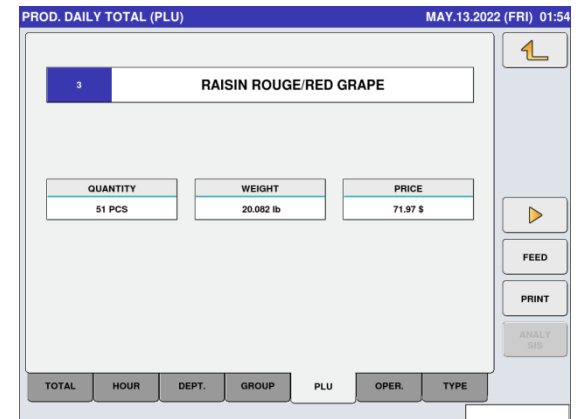 PROD. DAILY TOTAL (PLU) MAY.13.2022 (FRI) 01:54
3 RAISIN ROUGE/RED GRAPE
QUANTITY WEIGHT PRICE
51 PCS 20.082 lb 71.97 $
FEED
PRINT
ANALY
SIS
TOTAL HOUR DEPT. GROUP PLU OPER. TYPE